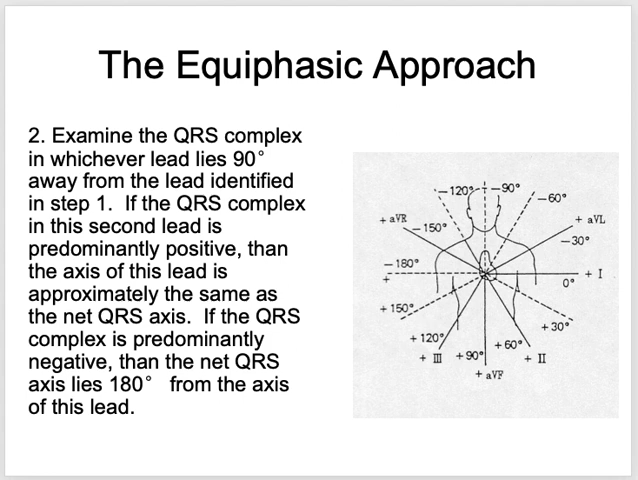 The Equiphasic Approach
2. Examine the QRS complex
in whichever lead lies 90°
away from the lead identified
in step 1.  If the QRS complex
in this second lead is
predominantly positive, than
the axis of this lead is
approximately the same as
the net QRS axis.  If the QRS
complex is predominantly
negative, than the net QRS
axis lies 180°  from the axis
of this lead.
-120°
-90°
-60°
+ aVR
-150°
+ aVL
-30°
-180°
+
+ I
0°
+150°
+30°
+120°
+ III
+90°
+60°
+ II
+ aVF